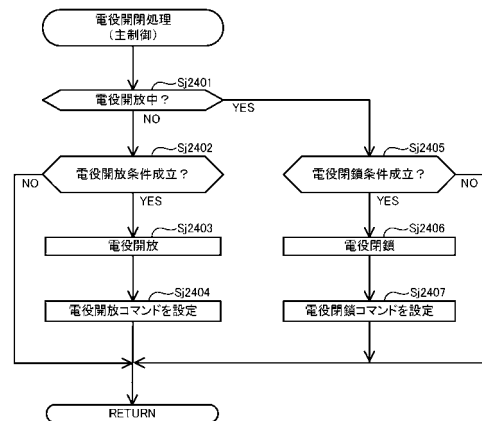 電役開閉処理
(主制御)
Sj2401
電役開放中?
YES
NO
Sj2402
電役開放条件成立?
NO
YES
Sj2405
電役閉鎖条件成立?
NO
YES
Sj2403
電役開放
Sj2406
電役閉鎖
Sj2404
電役開放コマンドを設定
Sj2407
電役閉鎖コマンドを設定
RETURN